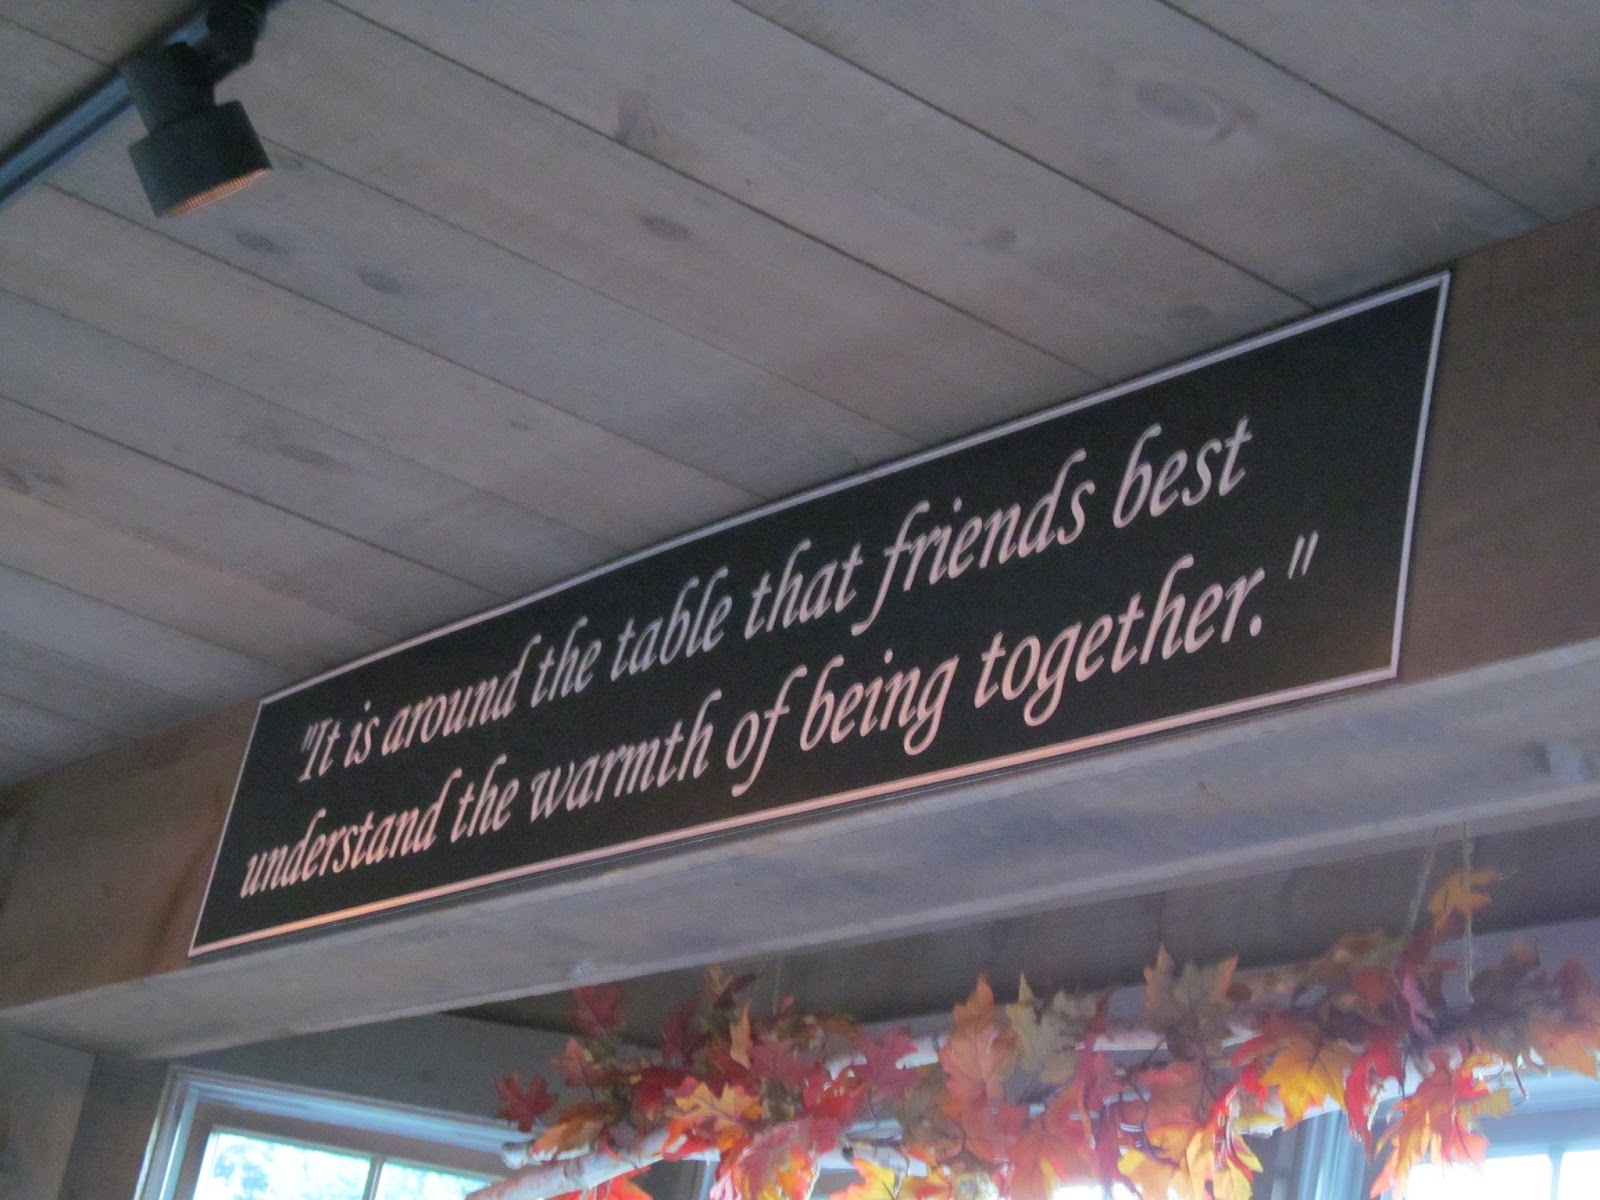 "It is around the table that friends best
understand the warmth of being together."